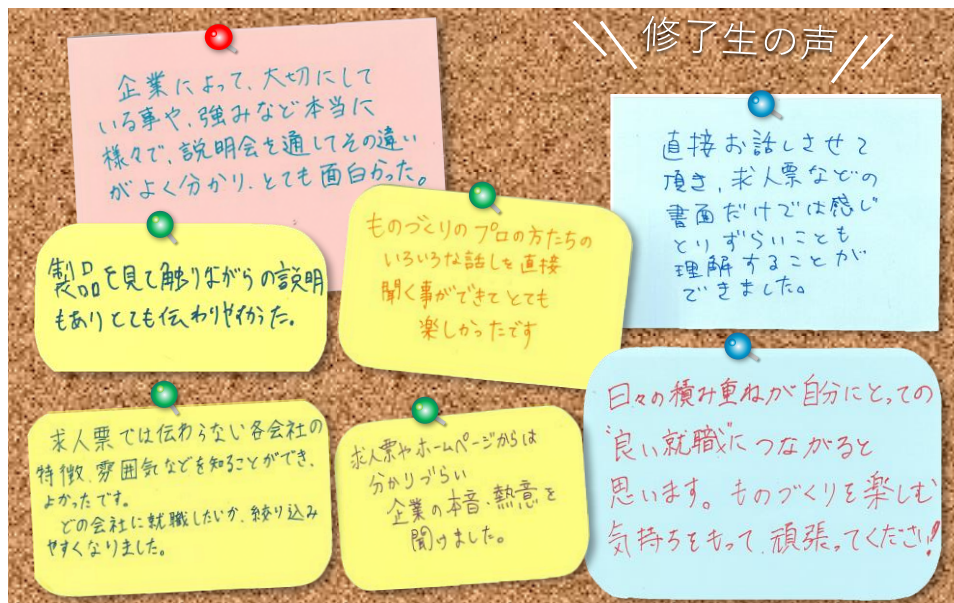 修了生の声
企業によって、大切にして
いる事や、強みなど本当に
様々で、説明会を通してその違い
がよく分かり、とても面白かった。
直接お話しさせて
頂き、求人票などの
書面だけでは感じ
とりずらいことも
理解することが
できました。
製品を見て触りながらの説明
もありとても伝わりやすかった。
ものづくりのプロの方たちの
いろいろな話しを直接
聞く事ができてとても
楽しかったです
求人票では伝わらない各会社の
特徴、雰囲気などを知ることができ、
よかったです。
どの会社に就職したいか、絞り込み
やすくなりました。
求人票やホームページからは
分かりづらい
企業の本音、熱意を
聞けました。
日々の積み重ねが自分にとっての
"良い就職"につながると
思います。ものづくりを楽しむ
気持ちをもって、頑張ってください!